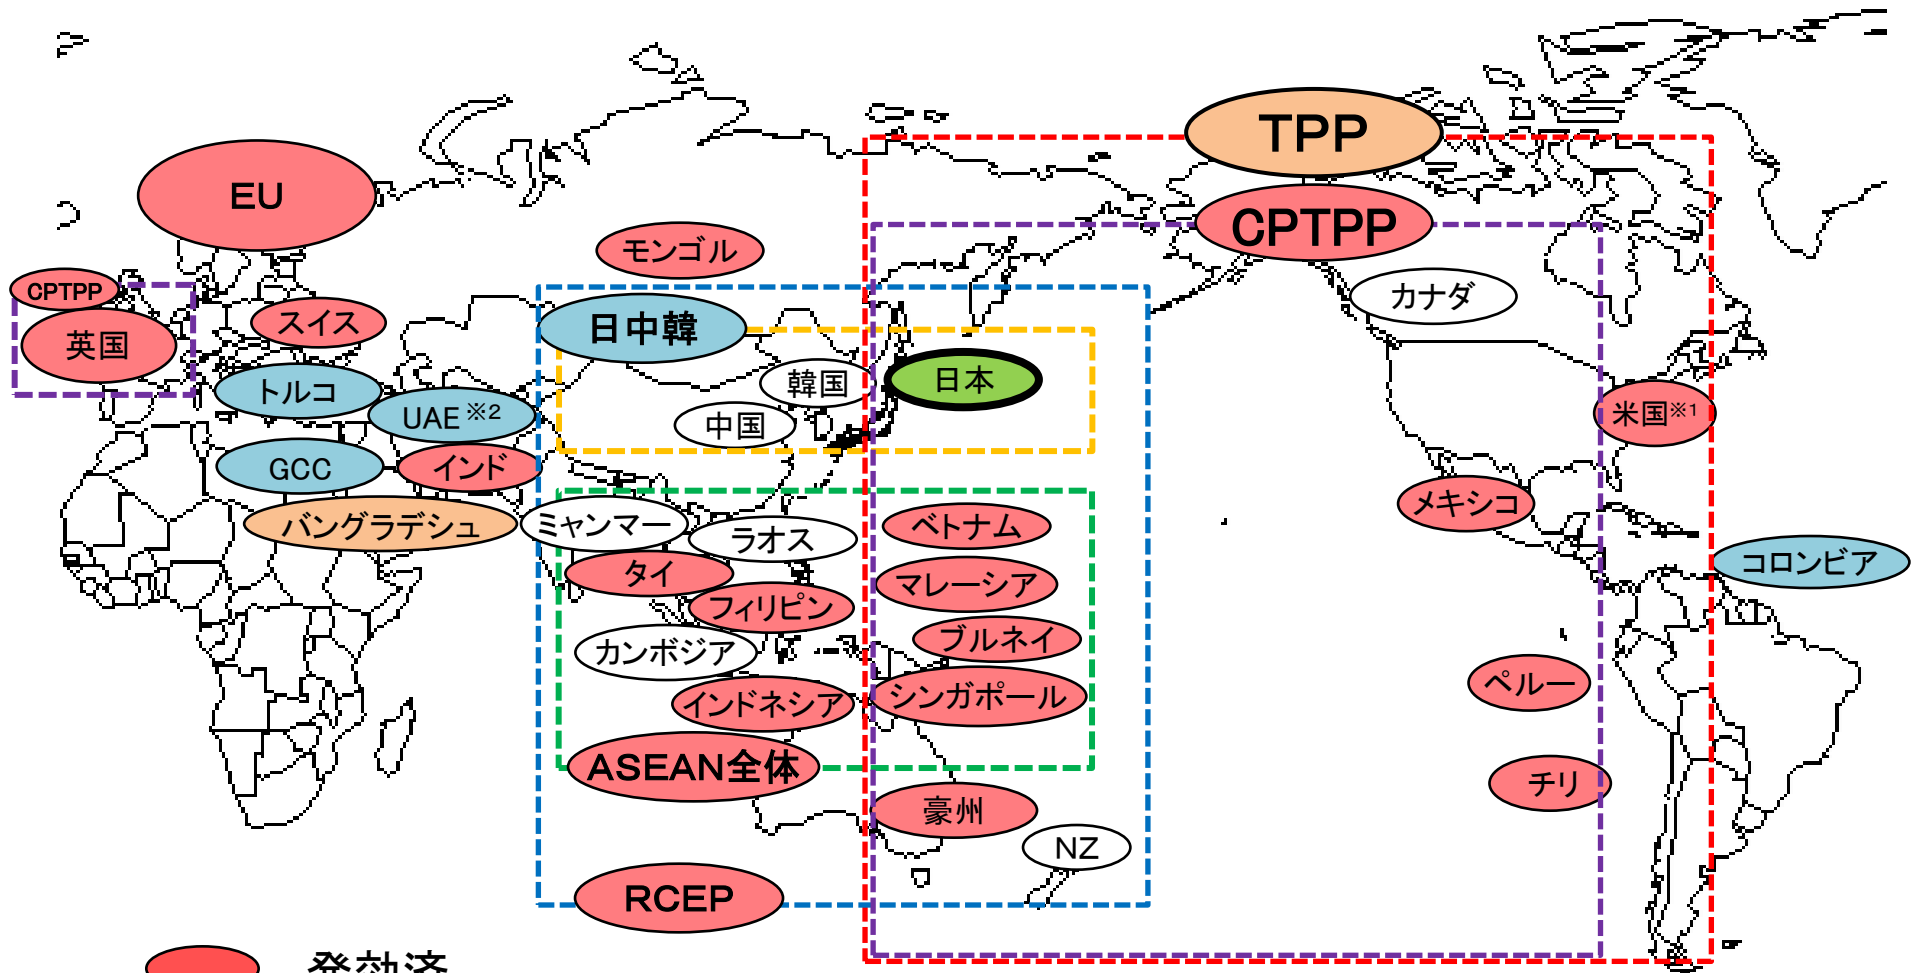 TPP
EU
CPTPP
モンゴル
CPTPP
カナダ
スイス
日中韓
英国
韓国
日本
トルコ
UAE ※2
中国
米国※1
GCC
インド
メキシコ
バングラデシュ
ミャンマー
ラオス
ベトナム
コロンビア
タイ
マレーシア
フィリピン
ブルネイ
カンボジア
ペルー
インドネシア
シンガポール
ASEAN全体
チリ
豪州
NZ
RCEP
発効済